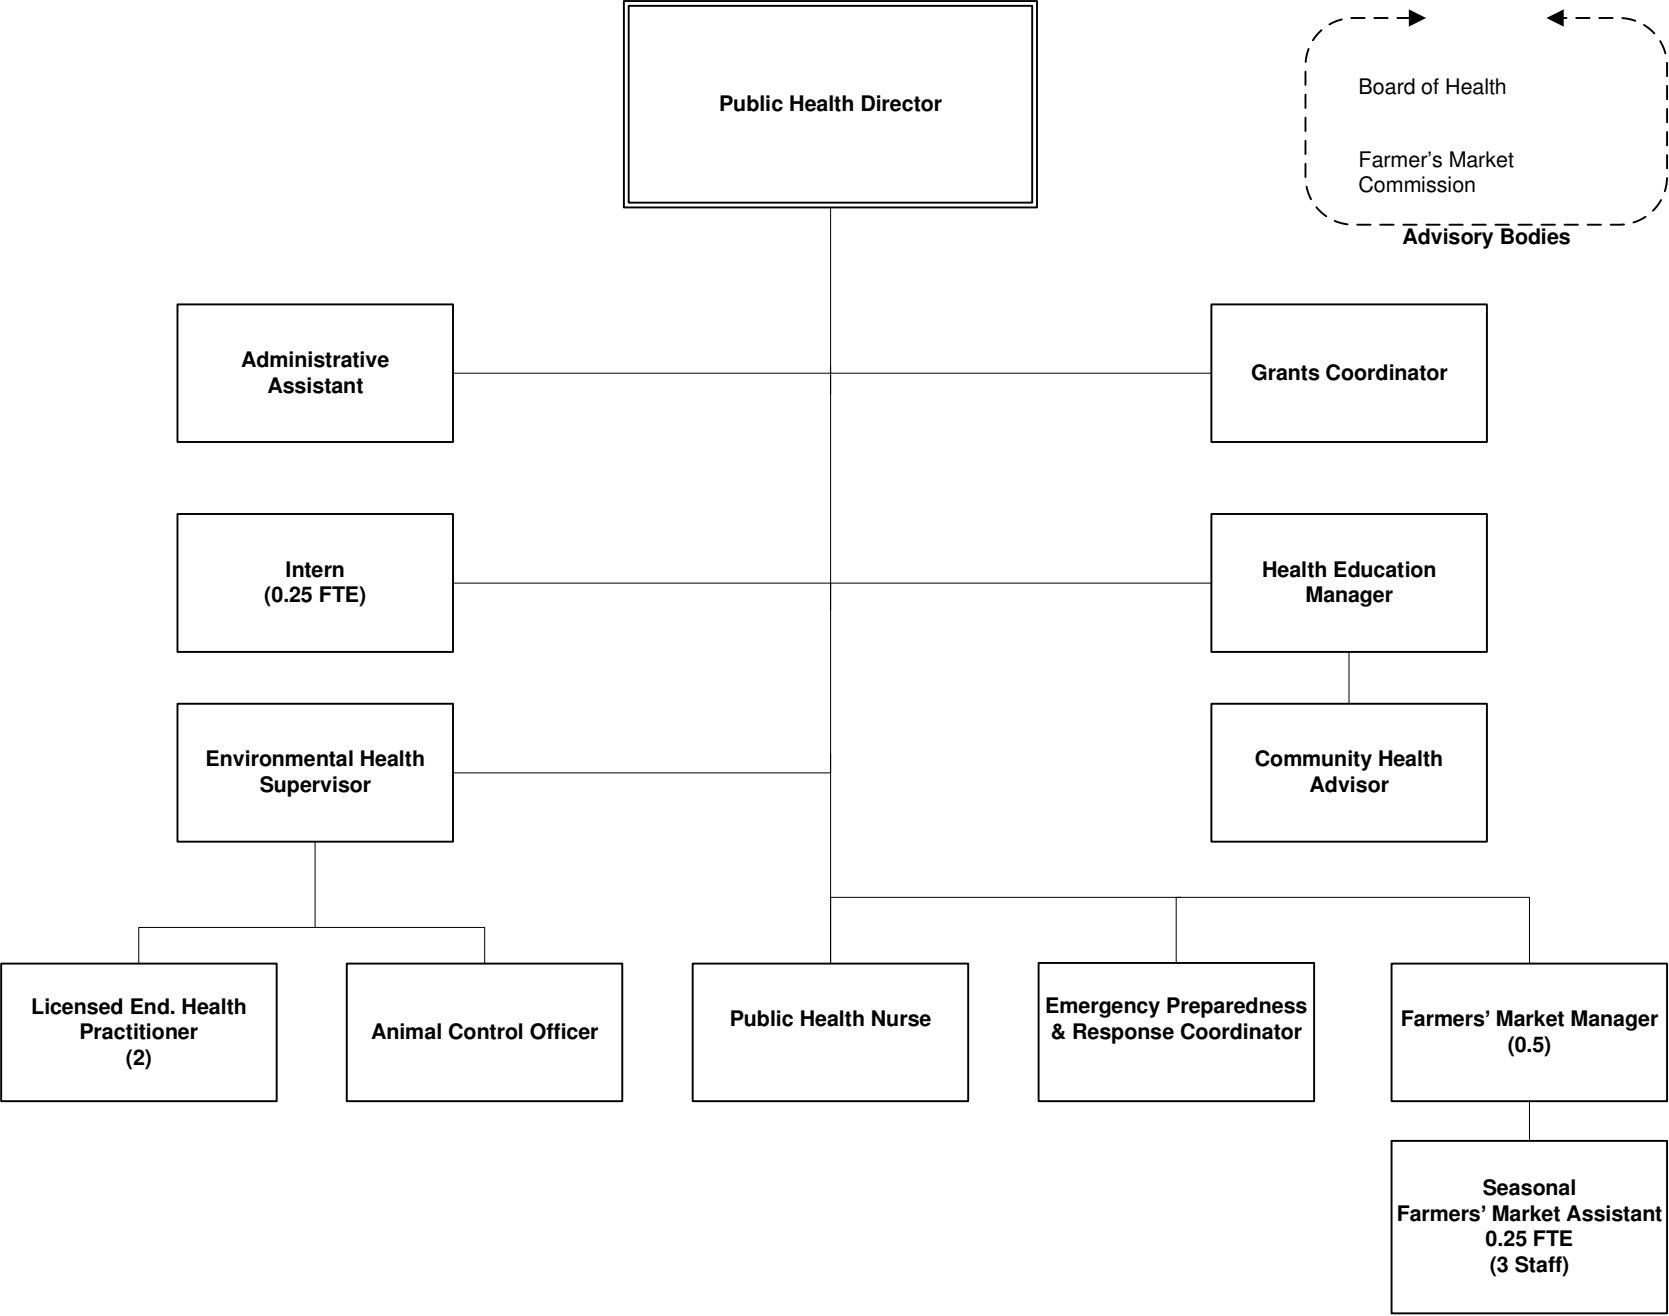 Public Health Director
Board of Health
Farmer’s Market
Commission
Advisory Bodies
Administrative
Assistant
Grants Coordinator
Intern
(0.25 FTE)
Health Education
Manager
Environmental Health
Supervisor
Community Health
Advisor
Licensed End. Health
Practitioner
(2)
Animal Control Officer
Public Health Nurse
Emergency Preparedness
& Response Coordinator
Farmers’ Market Manager
(0.5)
Seasonal
Farmers’ Market Assistant
0.25 FTE
(3 Staff)